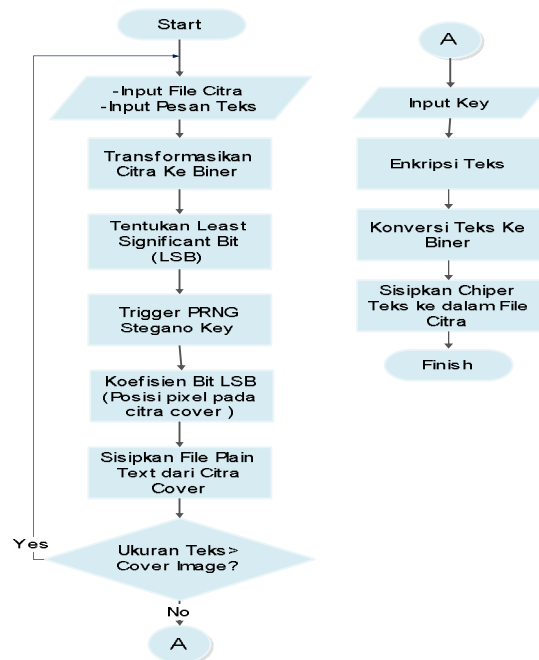 Start
-Input File Citra
-Input Pesan Teks
Transformasikan
Citra Ke Biner
Tentukan Least
Significant Bit
(LSB)
Trigger PRNG
Stegano Key
Koefisien Bit LSB
(Posisi pixel pada
citra cover )
Sisipkan File Plain
Text dari Citra
Cover
Ukuran Teks>
Cover Image?
Yes
No
A
A
Input Key
Enkripsi Teks
Konversi Teks Ke
Biner
Sisipkan Chiper
Teks ke dalam File
Citra
Finish